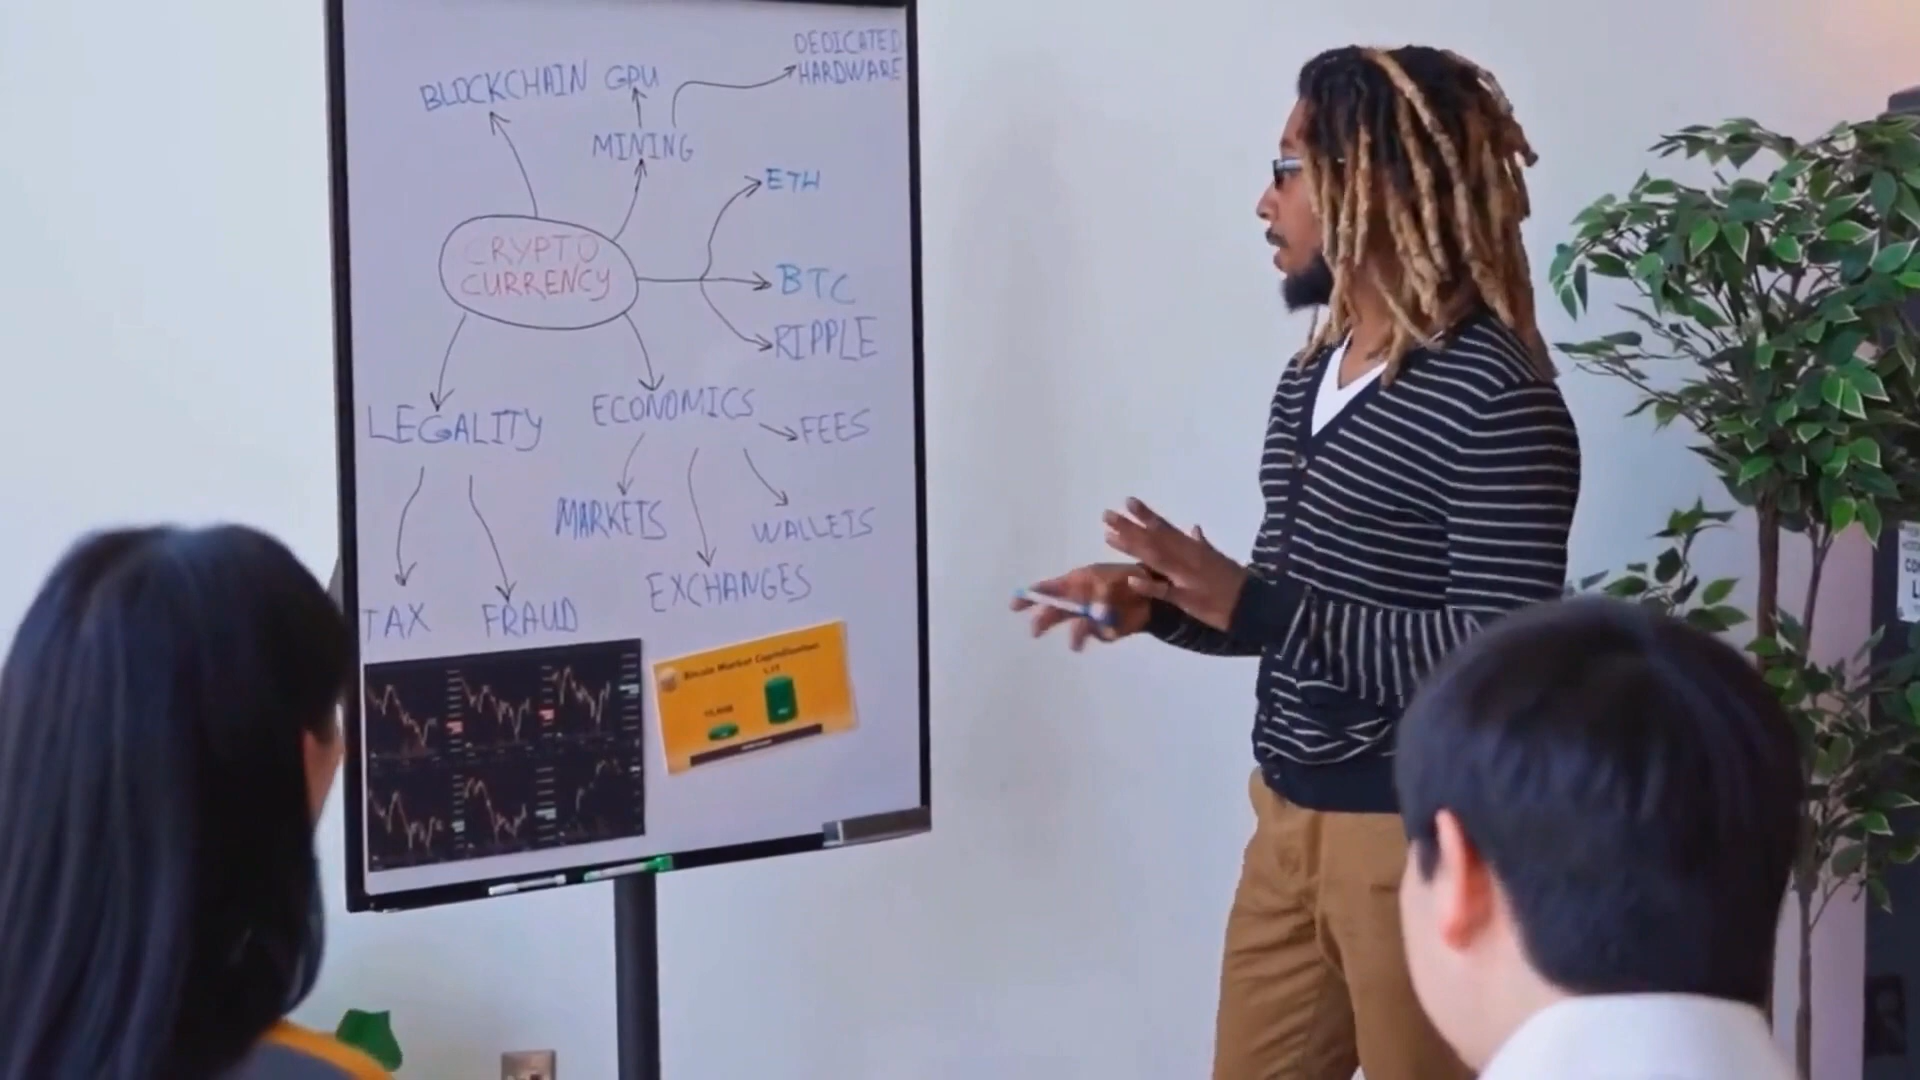 DEDICATED
HARDWARE
BLOCKCHAIN
GPU
MINING
ETH
CRYPTO
CURRENCY
BTC
RIPPLE
LEGALITY
ECONOMICS
FEES
MARKETS
WALLETS
EXCHANGES
TAX
FRAUD
Bitcoin Market Capitalization